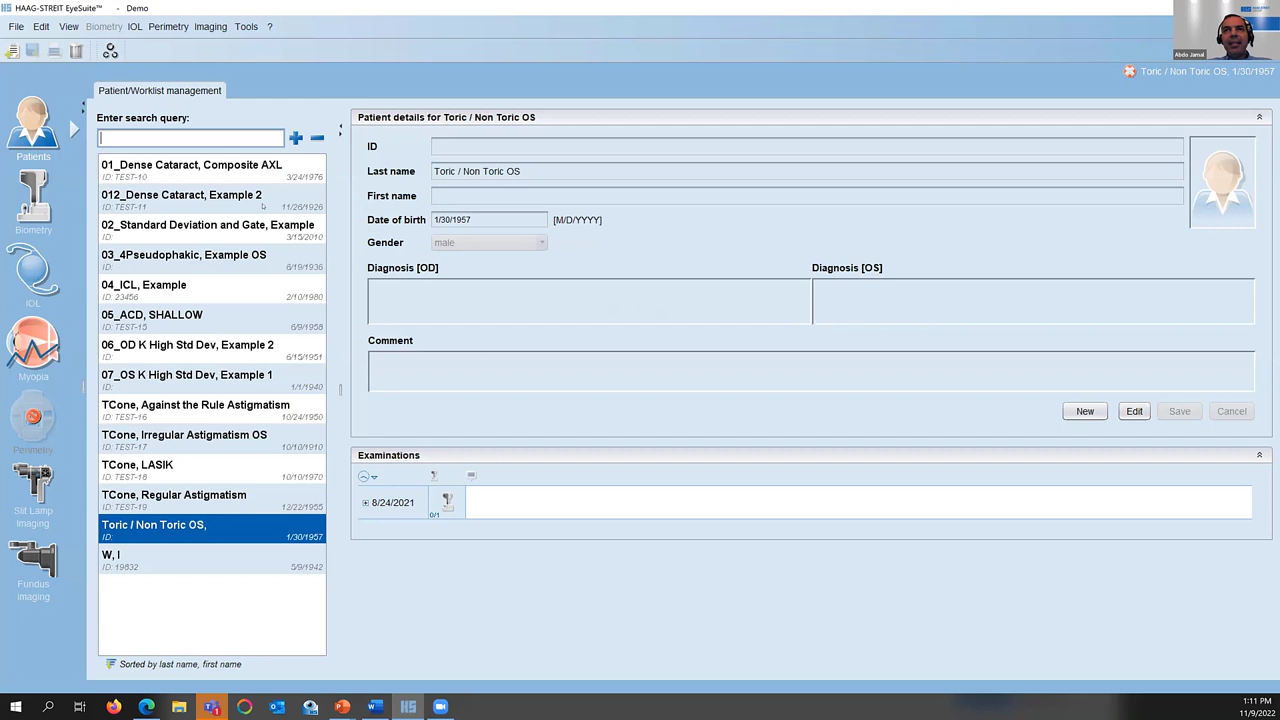 HAAG-STREIT EyeSuite™ - Demo
File Edit View Biometry IOL Perimetry Imaging Tools ?
Abdo Jamal
Toric / Non Toric OS, 1/30/1957
Patient/Worklist management
Enter search query:
01_Dense Cataract, Composite AXL
ID: TEST-10 3/24/1976
012_Dense Cataract, Example 2
ID: TEST-11 11/26/1926
02_Standard Deviation and Gate, Example
ID: 3/15/2010
03_4Pseudophakic, Example OS
ID: 6/19/1936
04_ICL, Example
ID: 23456 2/10/1980
05_ACD, SHALLOW
ID: TEST-15 6/9/1958
06_OD K High Std Dev, Example 2
ID: 6/15/1951
07_OS K High Std Dev, Example 1
ID: 1/1/1940
TCone, Against the Rule Astigmatism
ID: TEST-16 10/24/1950
TCone, Irregular Astigmatism OS
ID: TEST-17 10/10/1910
TCone, LASIK
ID: TEST-18 10/10/1970
TCone, Regular Astigmatism
ID: TEST-19 12/22/1955
Toric / Non Toric OS,
ID: 1/30/1957
W, I
ID: 19832 5/9/1942
Sorted by last name, first name
Patients
Biometry
IOL
Myopia
Perimetry
Slit Lamp
Imaging
Fundus
Imaging
Patient details for Toric / Non Toric OS
ID
Last name Toric / Non Toric OS
First name
Date of birth 1/30/1957 [M/D/YYYY]
Gender male
Diagnosis [OD] Diagnosis [OS]
Comment
New Edit Save Cancel
Examinations
8/24/2021
0/1
1:11 PM
11/9/2022